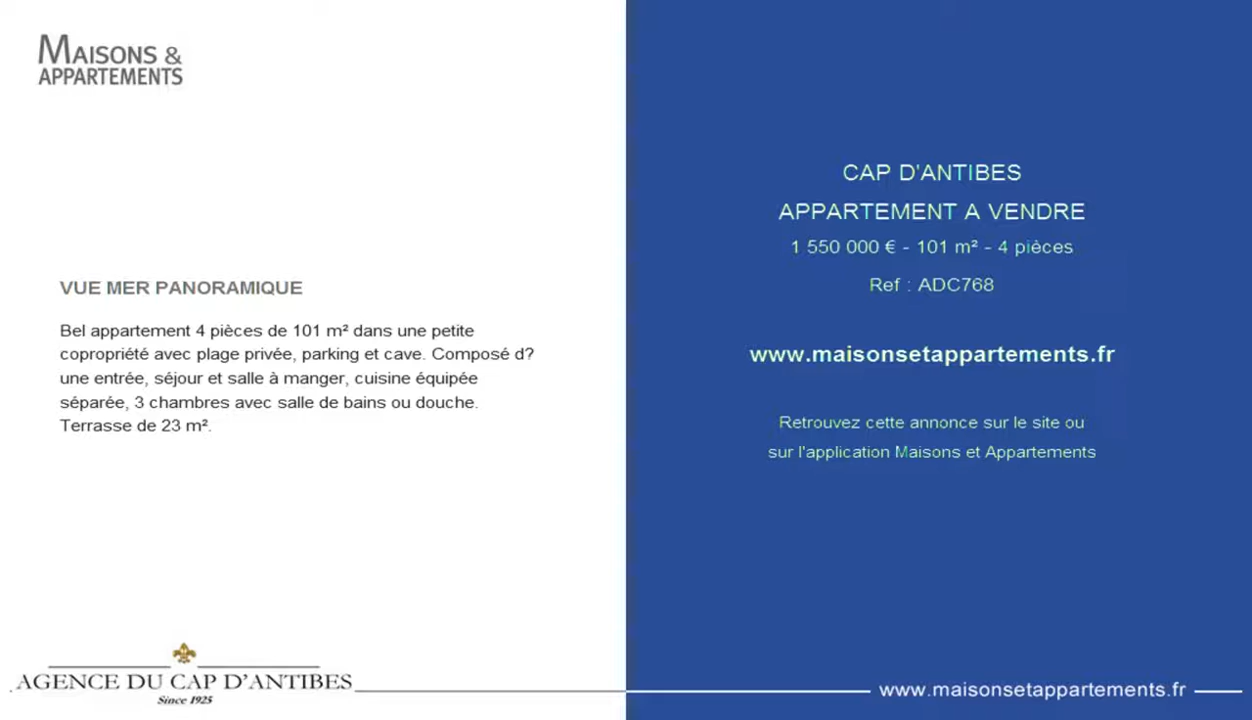 MAISONS &
APPARTEMENTS
VUE MER PANORAMIQUE
Bel appartement 4 pièces de 101 m² dans une petite
copropriété avec plage privée, parking et cave. Composé d?
une entrée, séjour et salle à manger, cuisine équipée
séparée, 3 chambres avec salle de bains ou douche.
Terrasse de 23 m².
AGENCE DU CAP D'ANTIBES
Since 1925
CAP D'ANTIBES
APPARTEMENT A VENDRE
1 550 000 € - 101 m² - 4 pièces
Ref : ADC768
www.maisonsetappartements.fr
Retrouvez cette annonce sur le site ou
sur l'application Maisons et Appartements
www.maisonsetappartements.fr